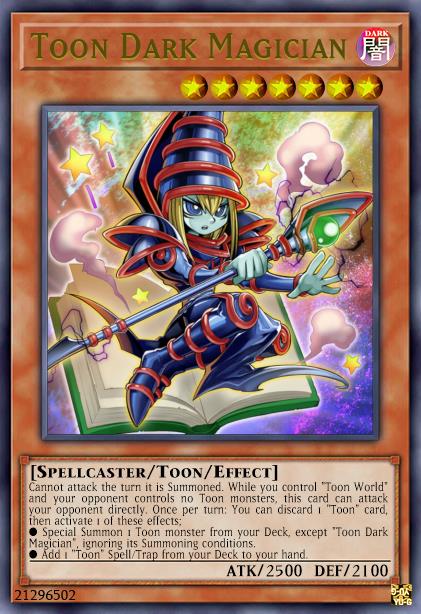 TOON DARK MAGICIAN
DARK
闇
[SPELLCASTER/TOON/EFFECT]
Cannot attack the turn it is Summoned. While you control "Toon World"
and your opponent controls no Toon monsters, this card can attack
your opponent directly. Once per turn: You can discard 1 "Toon" card,
then activate 1 of these effects;
● Special Summon 1 Toon monster from your Deck, except "Toon Dark
Magician", ignoring its Summoning conditions.
● Add 1 "Toon" Spell/Trap from your Deck to your hand.
ATK/2500 DEF/2100
21296502